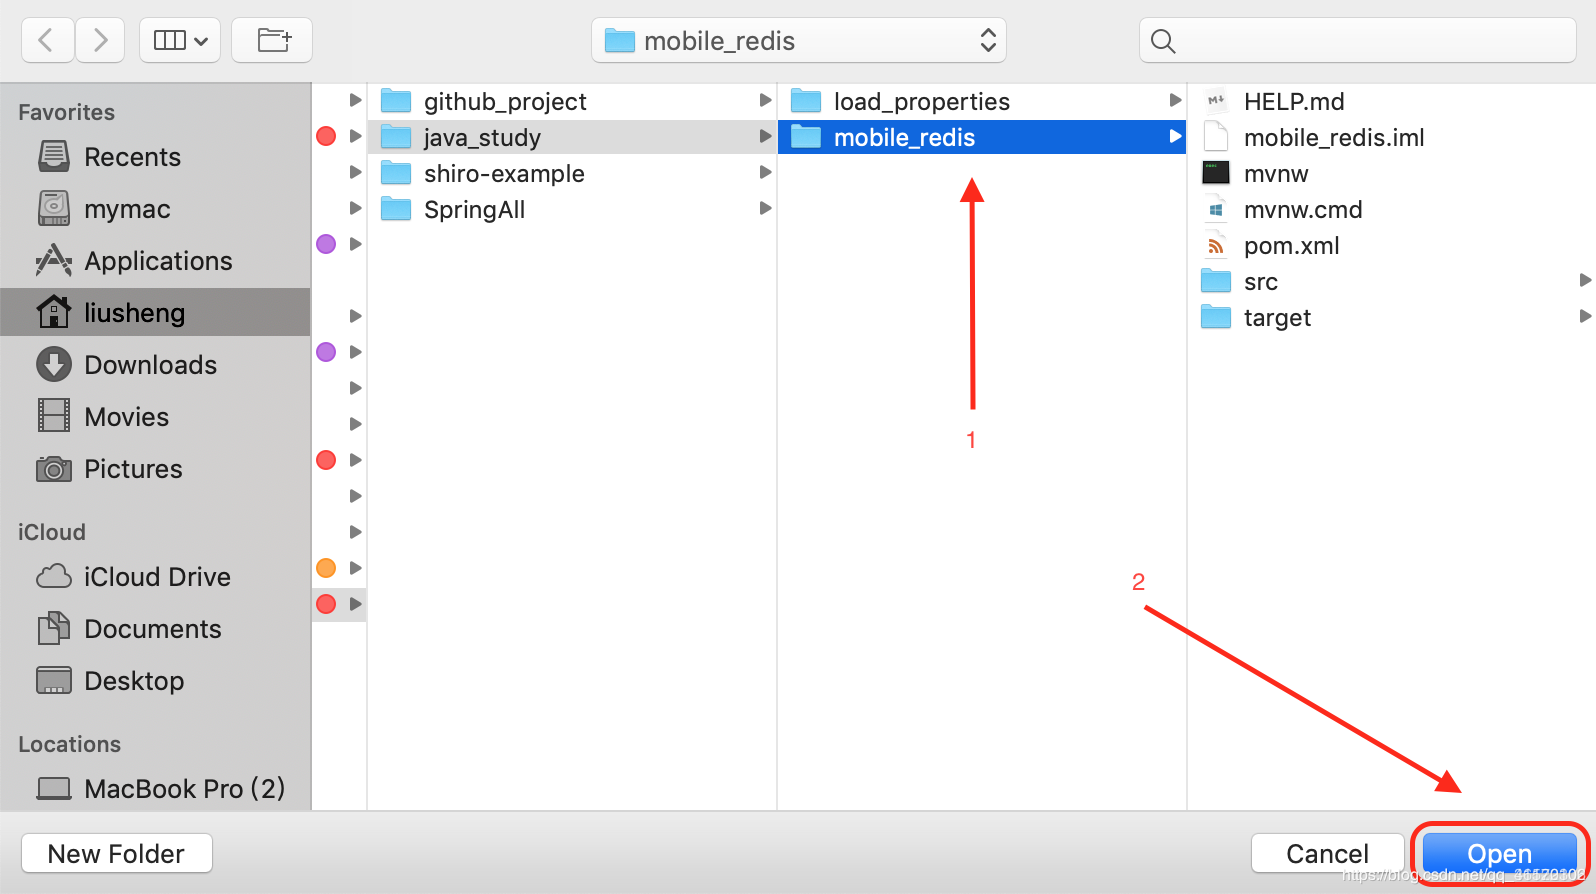 mobile_redis
Favorites
Recents
mymac
Applications
liusheng
Downloads
Movies
Pictures
iCloud
iCloud Drive
Documents
Desktop
Locations
MacBook Pro (2)
github_project
java_study
shiro-example
SpringAll
load_properties
mobile_redis
1
2
HELP.md
mobile_redis.iml
mvnw
mvnw.cmd
pom.xml
src
target
New Folder
Cancel
Open
https://blog.csdn.net/qq_